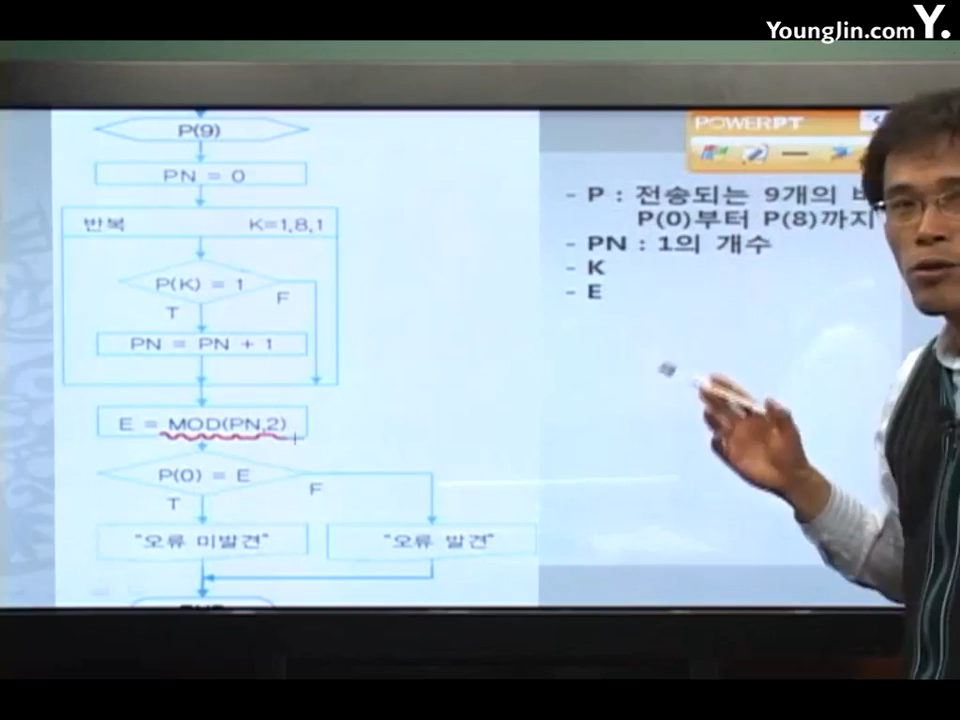 YoungJin.com Y.
POWERPT
P(9)
PN = 0
반복 K=1,8,1
P(K) = 1
F
T
PN = PN + 1
E = MOD(PN,2)
P(0) = E
F
T
"오류 미발견"
"오류 발견"
- P : 전송되는 9개의
P(0)부터 P(8)까지
- PN : 1의 개수
- K
- E